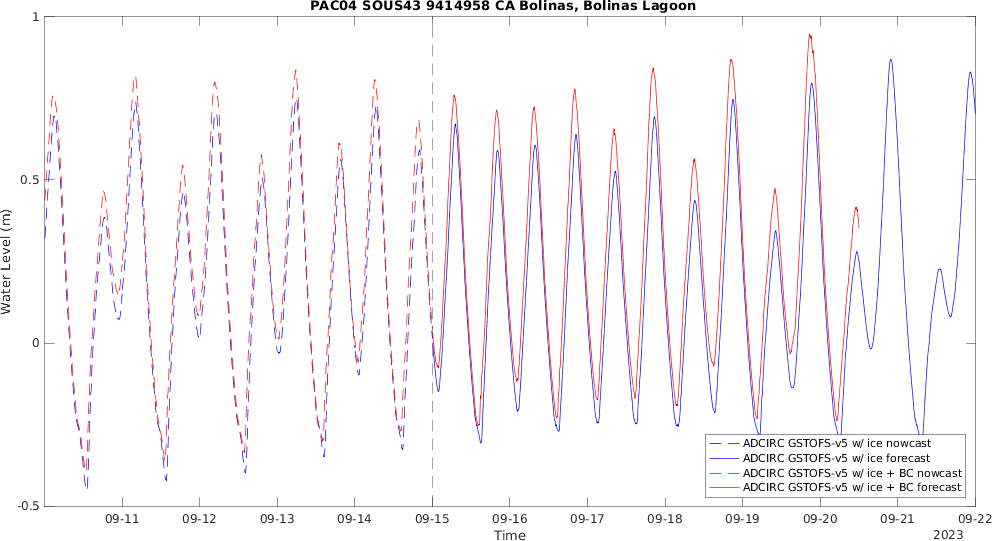 PAC04 SOUS43 9414958 CA Bolinas, Bolinas Lagoon
1
0.5
0
-0.5
Water Level (m)
09-11
09-12
09-13
09-14
09-15
09-16
09-17
09-18
09-19
09-20
09-21
09-22
2023
Time
ADCIRC GSTOFS-v5 w/ ice nowcast
ADCIRC GSTOFS-v5 w/ ice forecast
ADCIRC GSTOFS-v5 w/ ice + BC nowcast
ADCIRC GSTOFS-v5 w/ ice + BC forecast